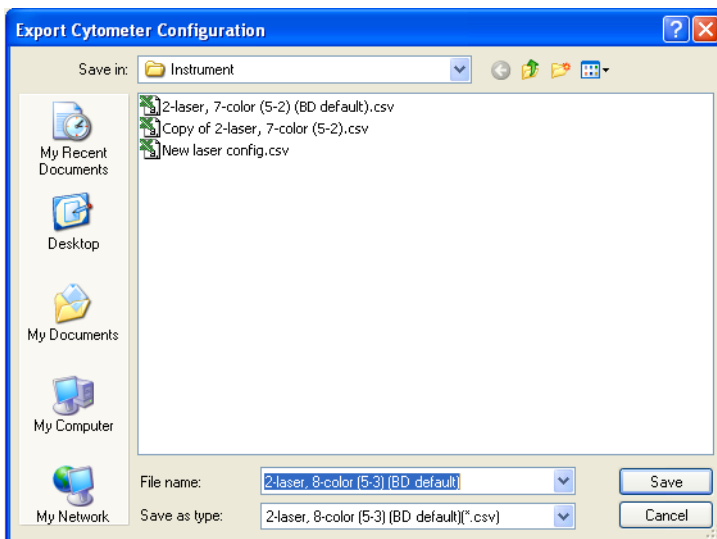 Export Cytometer Configuration
Save in:
Instrument
2-laser, 7-color (5-2) (BD default).csv
Copy of 2-laser, 7-color (5-2).csv
New laser config.csv
My Recent
Documents
Desktop
My Documents
My Computer
My Network
File name:
2-laser, 8-color (5-3) (BD default)
Save
Save as type:
2-laser, 8-color (5-3) (BD default)(*.csv)
Cancel